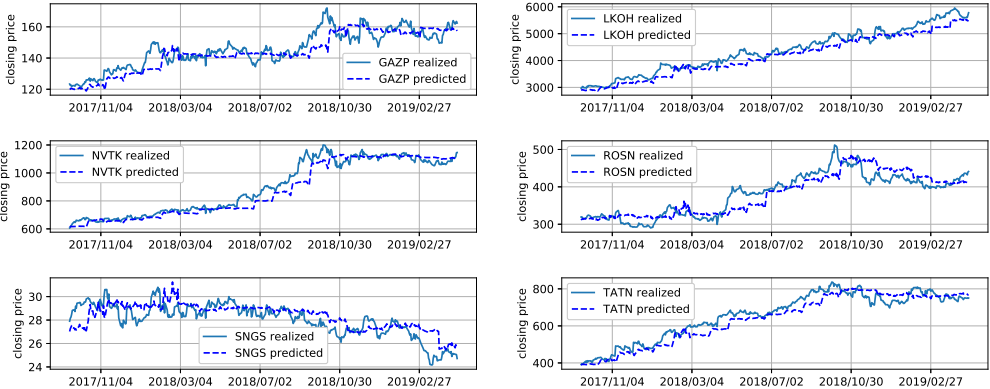 closing price
160
140
120
GAZP realized
GAZP predicted
2017/11/04 2018/03/04 2018/07/02 2018/10/30 2019/02/27
closing price
6000
5000
4000
3000
LKOH realized
LKOH predicted
2017/11/04 2018/03/04 2018/07/02 2018/10/30 2019/02/27
closing price
1200
1000
800
600
NVTK realized
NVTK predicted
2017/11/04 2018/03/04 2018/07/02 2018/10/30 2019/02/27
closing price
500
400
300
ROSN realized
ROSN predicted
2017/11/04 2018/03/04 2018/07/02 2018/10/30 2019/02/27
closing price
30
28
26
24
SNGS realized
SNGS predicted
2017/11/04 2018/03/04 2018/07/02 2018/10/30 2019/02/27
closing price
800
600
400
TATN realized
TATN predicted
2017/11/04 2018/03/04 2018/07/02 2018/10/30 2019/02/27